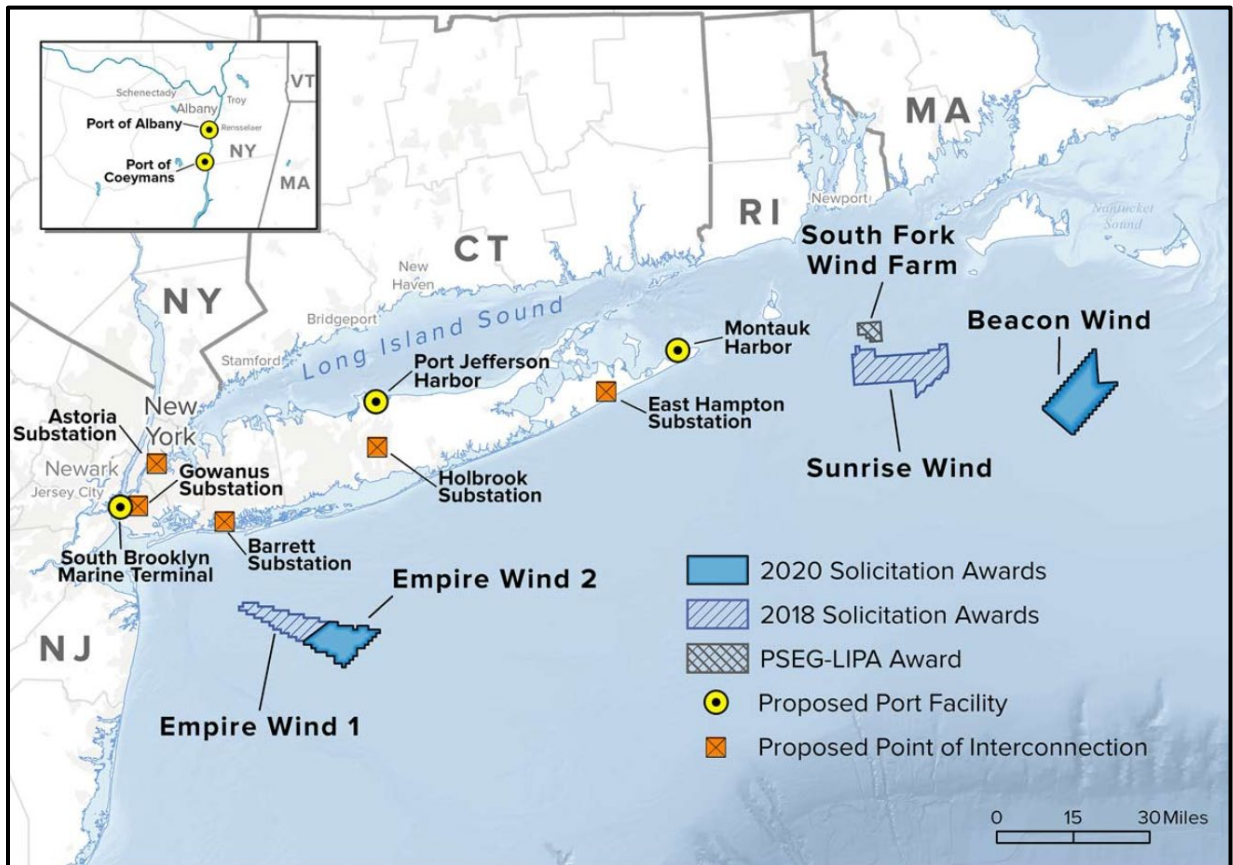 VT
Schenectady
Troy
Albany
Port of Albany
Rensselaer
NY
Port of
Coeymans
MA
MA
RI
Newport
Nantucket
Sound
CT
South Fork
Wind Farm
New
Haven
NY
Bridgeport
Long Island Sound
Beacon Wind
Montauk
Harbor
Stamford
Port Jefferson
Harbor
East Hampton
Substation
Astoria
Substation
New
York
Sunrise Wind
Newark
Jersey City
Gowanus
Substation
Holbrook
Substation
South Brooklyn
Marine Terminal
Barrett
Substation
Empire Wind 2
NJ
Empire Wind 1
2020 Solicitation Awards
2018 Solicitation Awards
PSEG-LIPA Award
Proposed Port Facility
Proposed Point of Interconnection
0 15 30 Miles